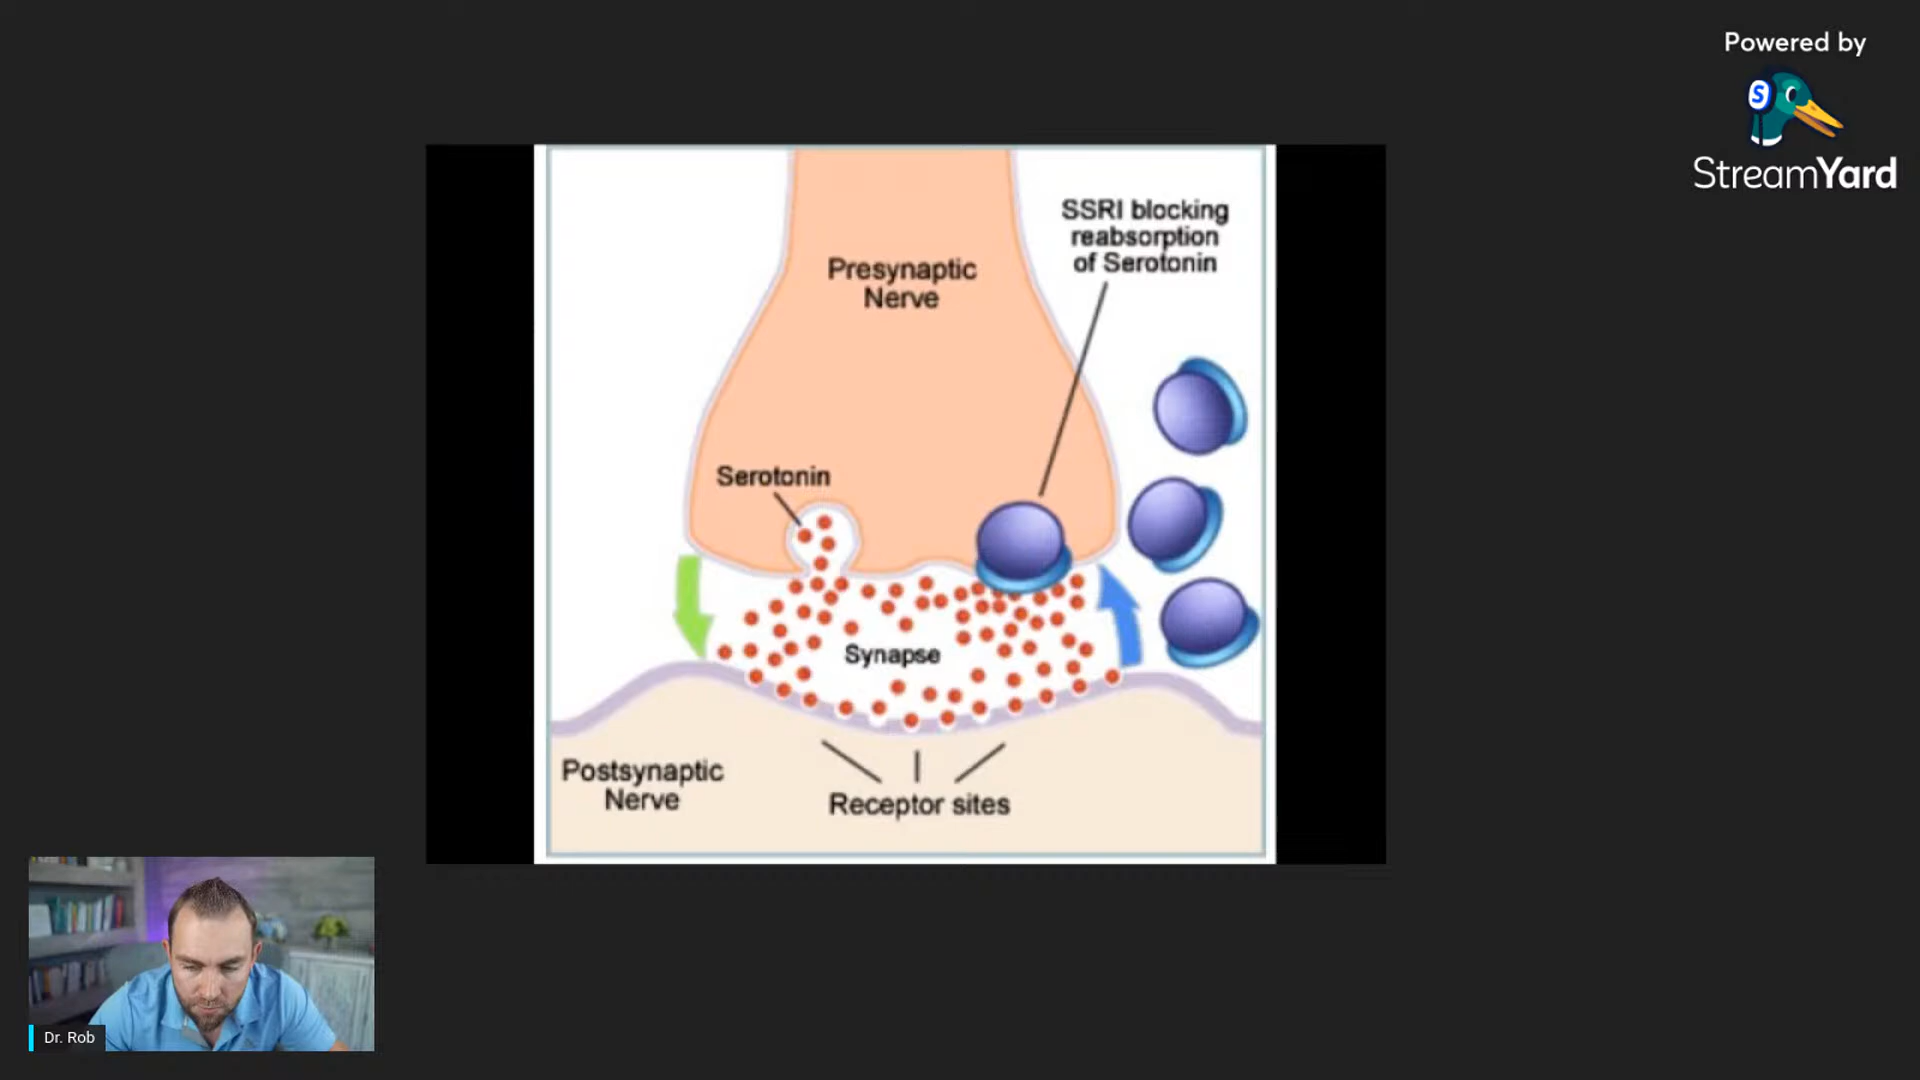 Powered by
StreamYard
SSRI blocking
reabsorption
of Serotonin
Presynaptic
Nerve
Serotonin
Synapse
Postsynaptic
Nerve
Receptor sites
Dr. Rob